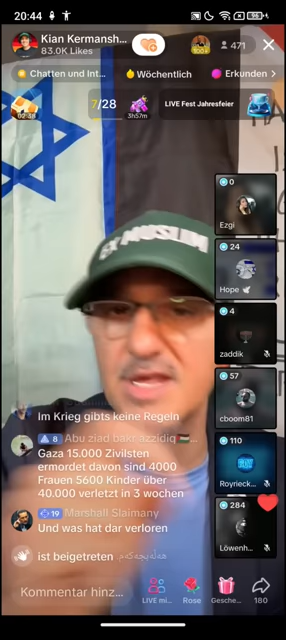 20:44
Kian Kermansh...
83.0K Likes
100+
471
Chatten und Int...
Wöchentlich
Erkunden
02:38
7/28
3h57m
LIVE Fest Jahresfeier
EX MUSLIM
0
Ezgi
24
Hope
4
zaddik
57
cboom81
110
Royrieck...
284
Löwenh...
Im Krieg gibts keine Regeln
8 Abu ziad bakr azzidiq
Gaza 15.000 Zivilsten
ermordet davon sind 4000
Frauen 5600 Kinder über
40.000 verletzt in 3 wochen
19 Marshall Slaimany
Und was hat dar verloren
ist beigetreten
Kommentar hinz...
LIVE mi...
Rose
Gesche...
180